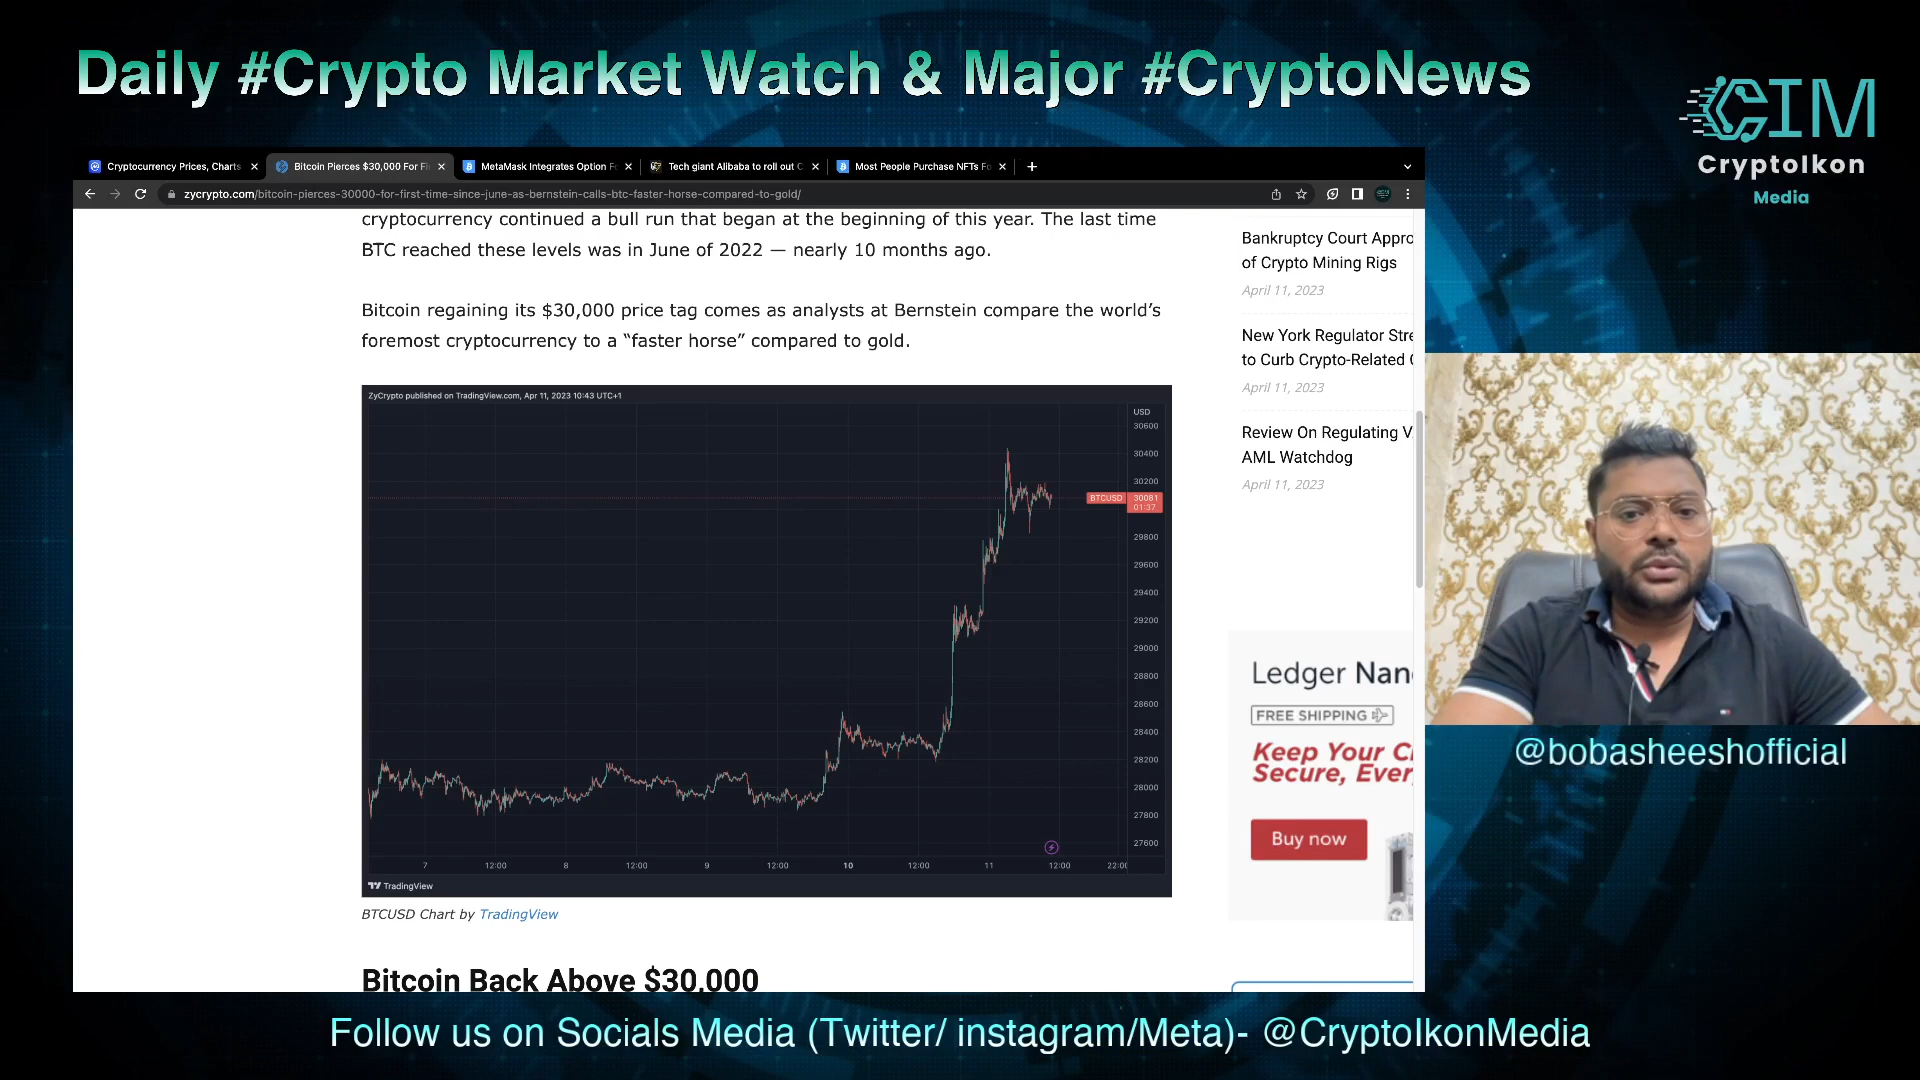 Daily #Crypto Market Watch & Major #CryptoNews
CIM
CryptoIkon
Media
Cryptocurrency Prices, Charts
Bitcoin Pierces $30,000 For Fi
MetaMask Integrates Option Fo
Tech giant Alibaba to roll out C
Most People Purchase NFTs Fo
zycrypto.com/bitcoin-pierces-30000-for-first-time-since-june-as-bernstein-calls-btc-faster-horse-compared-to-gold/
cryptocurrency continued a bull run that began at the beginning of this year. The last time
BTC reached these levels was in June of 2022 — nearly 10 months ago.
Bitcoin regaining its $30,000 price tag comes as analysts at Bernstein compare the world’s
foremost cryptocurrency to a “faster horse” compared to gold.
ZyCrypto published on TradingView.com, Apr 11, 2023 10:43 UTC+1
USD
30600
30400
30200
BTCUSD 30081
01:37
29800
29600
29400
29200
29000
28800
28600
28400
28200
28000
27800
27600
7 12:00 8 12:00 9 12:00 10 12:00 11 12:00 22:00
TradingView
BTCUSD Chart by TradingView
Bitcoin Back Above $30,000
Bankruptcy Court Appro
of Crypto Mining Rigs
April 11, 2023
New York Regulator Stre
to Curb Crypto-Related
April 11, 2023
Review On Regulating V
AML Watchdog
April 11, 2023
Ledger Nan
FREE SHIPPING
Keep Your C
Secure, Ever
Buy now
@bobasheeshofficial
Follow us on Socials Media (Twitter/ instagram/Meta)- @CryptoIkonMedia